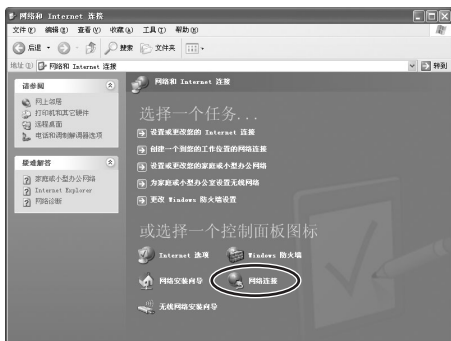 网络和 Internet 连接
文件(F) 编辑(E) 查看(V) 收藏(A) 工具(T) 帮助(H)
后退 搜索 文件夹
地址(D) 网络和 Internet 连接 转到
请参阅
网上邻居
打印机和其它硬件
远程桌面
电话和调制解调器选项
疑难解答
家庭或小型办公网络
Internet Explorer
网络诊断
网络和 Internet 连接
选择一个任务...
设置或更改您的 Internet 连接
创建一个到您的工作位置的网络连接
设置或更改您的家庭或小型办公网络
为家庭或小型办公室设置无线网络
更改 Windows 防火墙设置
或选择一个控制面板图标
Internet 选项 Windows 防火墙
网络安装向导 网络连接
无线网络安装向导